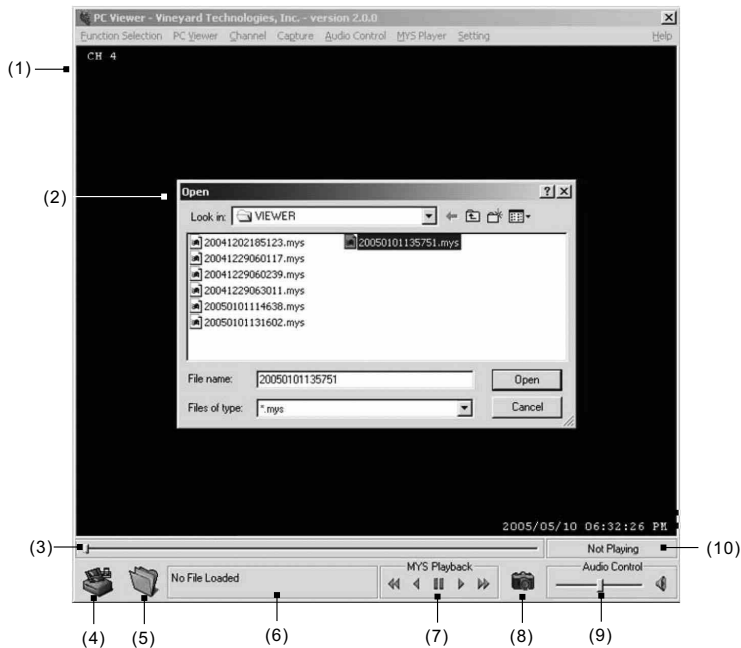 PC Viewer - Vineyard Technologies, Inc. - version 2.0.0
Function Selection PC Viewer Channel Capture Audio Control MYS Player Setting Help
CH 4
(1)
(2)
Open
Look in: VIEWER
20041202185123.mys 20050101135751.mys
20041229060117.mys
20041229060239.mys
20041229063011.mys
20050101114638.mys
20050101131602.mys
File name: 20050101135751 Open
Files of type: *.mys Cancel
2005/05/10 06:32:26 PM
(3)
Not Playing
(10)
No File Loaded
MYS Playback
Audio Control
(4)
(5)
(6)
(7)
(8)
(9)